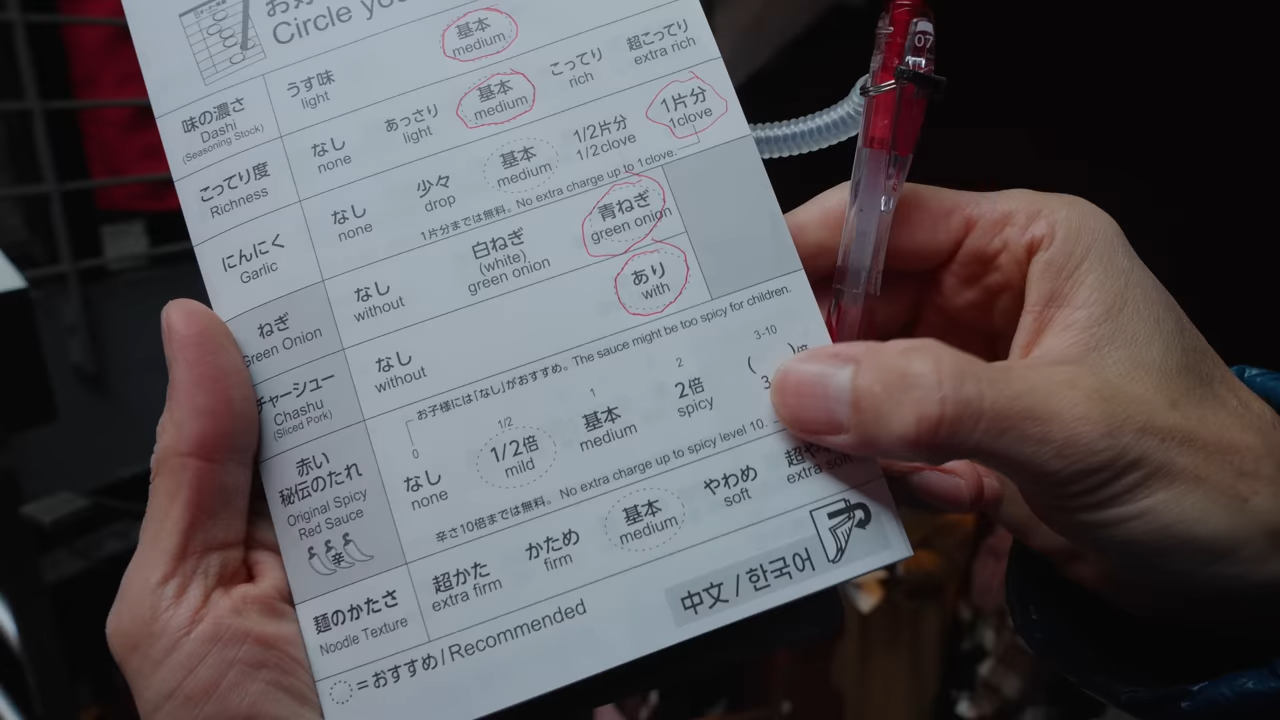 Circle yo
味の濃さ
Dashi
(Seasoning Stock)
うす味
light
基本
medium
こってり度
Richness
なし
none
あっさり
light
基本
medium
こってり
rich
超こってり
extra rich
にんにく
Garlic
なし
none
少々
drop
基本
medium
1/2片分
1/2clove
1片分
1clove
1片分までは無料。No extra charge up to 1clove.
ねぎ
Green Onion
なし
without
白ねぎ
(white)
green onion
青ねぎ
green onion
チャーシュー
Chashu
(Sliced Pork)
なし
without
あり
with
赤い
秘伝のたれ
Original Spicy
Red Sauce
辛
お子様には「なし」がおすすめ。The sauce might be too spicy for children.
0
なし
none
1/2
1/2倍
mild
1
基本
medium
2
2倍
spicy
3-10
( )倍
3
辛さ10倍までは無料。No extra charge up to spicy level 10.
麺のかたさ
Noodle Texture
超かた
extra firm
かため
firm
基本
medium
やわめ
soft
超や
extra soft
=おすすめ/Recommended
中文/한국어
07